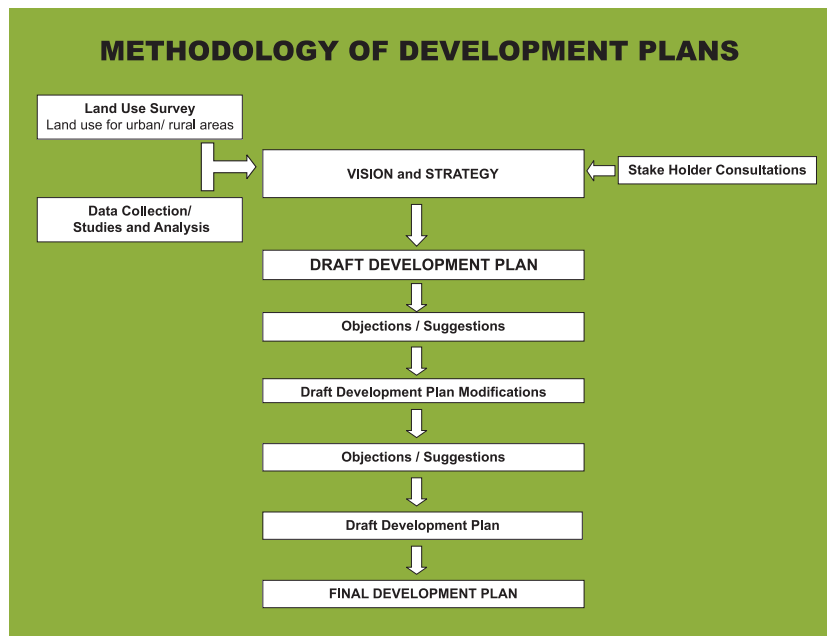 METHODOLOGY OF DEVELOPMENT PLANS
Land Use Survey
Land use for urban/ rural areas
VISION and STRATEGY
Stake Holder Consultations
Data Collection/
Studies and Analysis
DRAFT DEVELOPMENT PLAN
Objections / Suggestions
Draft Development Plan Modifications
Objections / Suggestions
Draft Development Plan
FINAL DEVELOPMENT PLAN